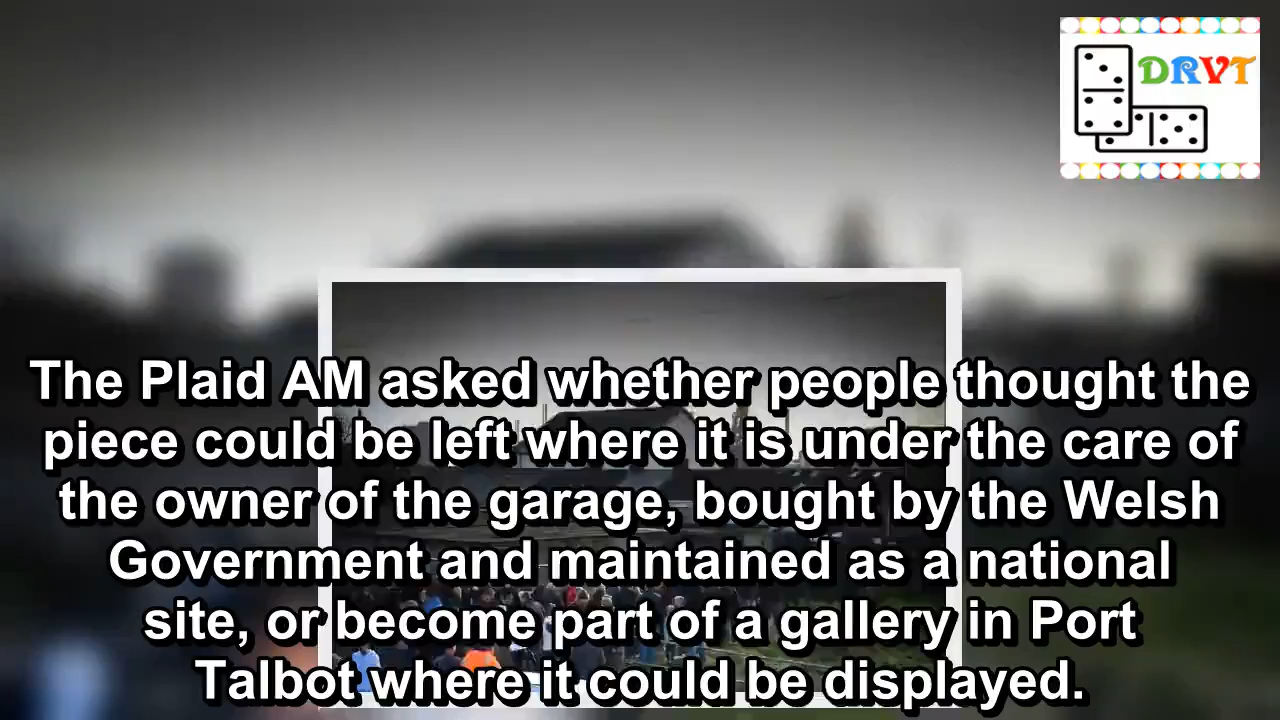 DRVT
The Plaid AM asked whether people thought the
piece could be left where it is under the care of
the owner of the garage, bought by the Welsh
Government and maintained as a national
site, or become part of a gallery in Port
Talbot where it could be displayed.